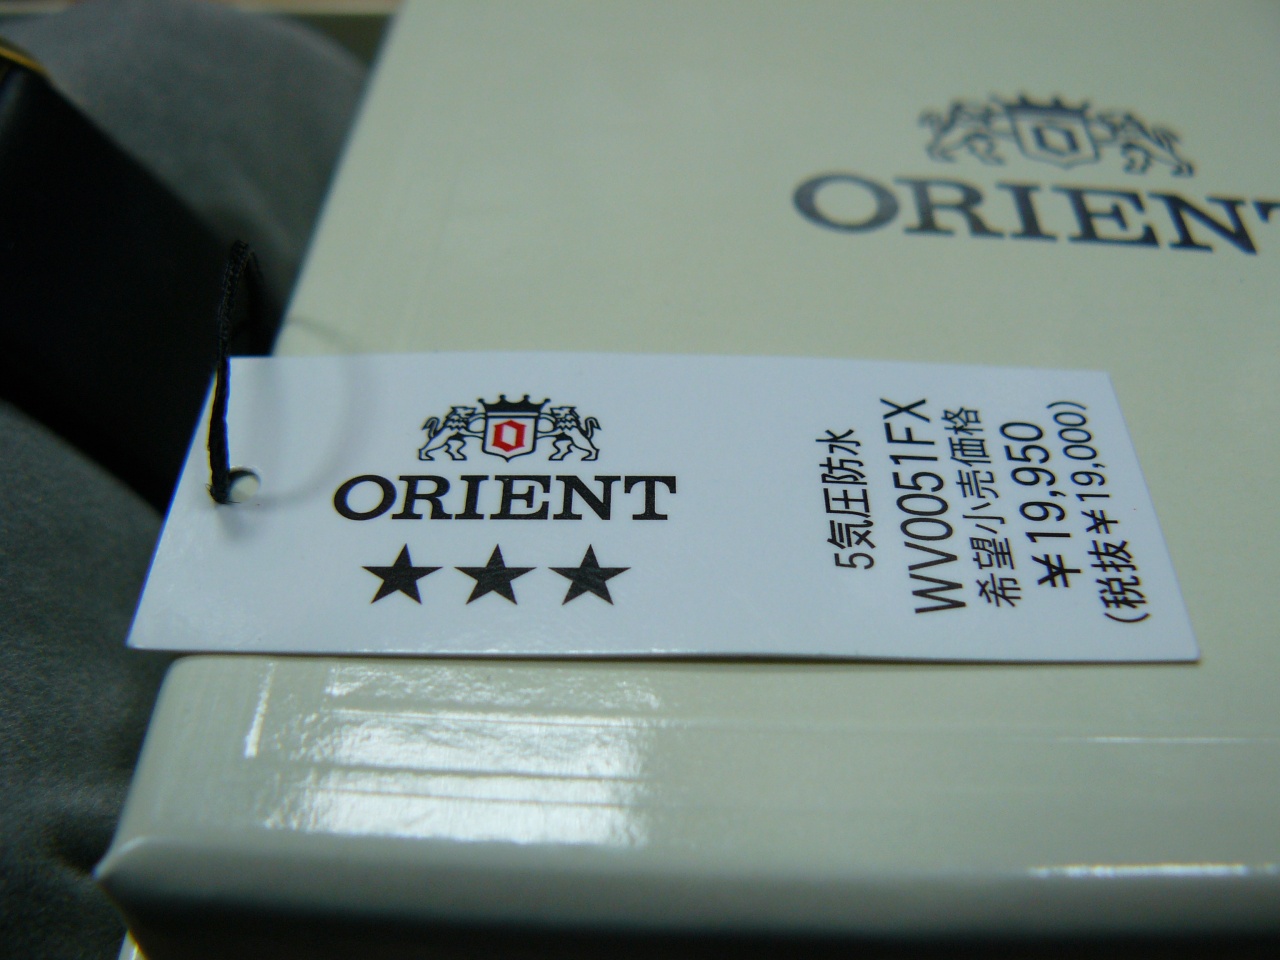 ORIENT
ORIENT
★★★
5気圧防水
WV0051FX
希望小売価格
¥19,950
(税抜¥19,000)